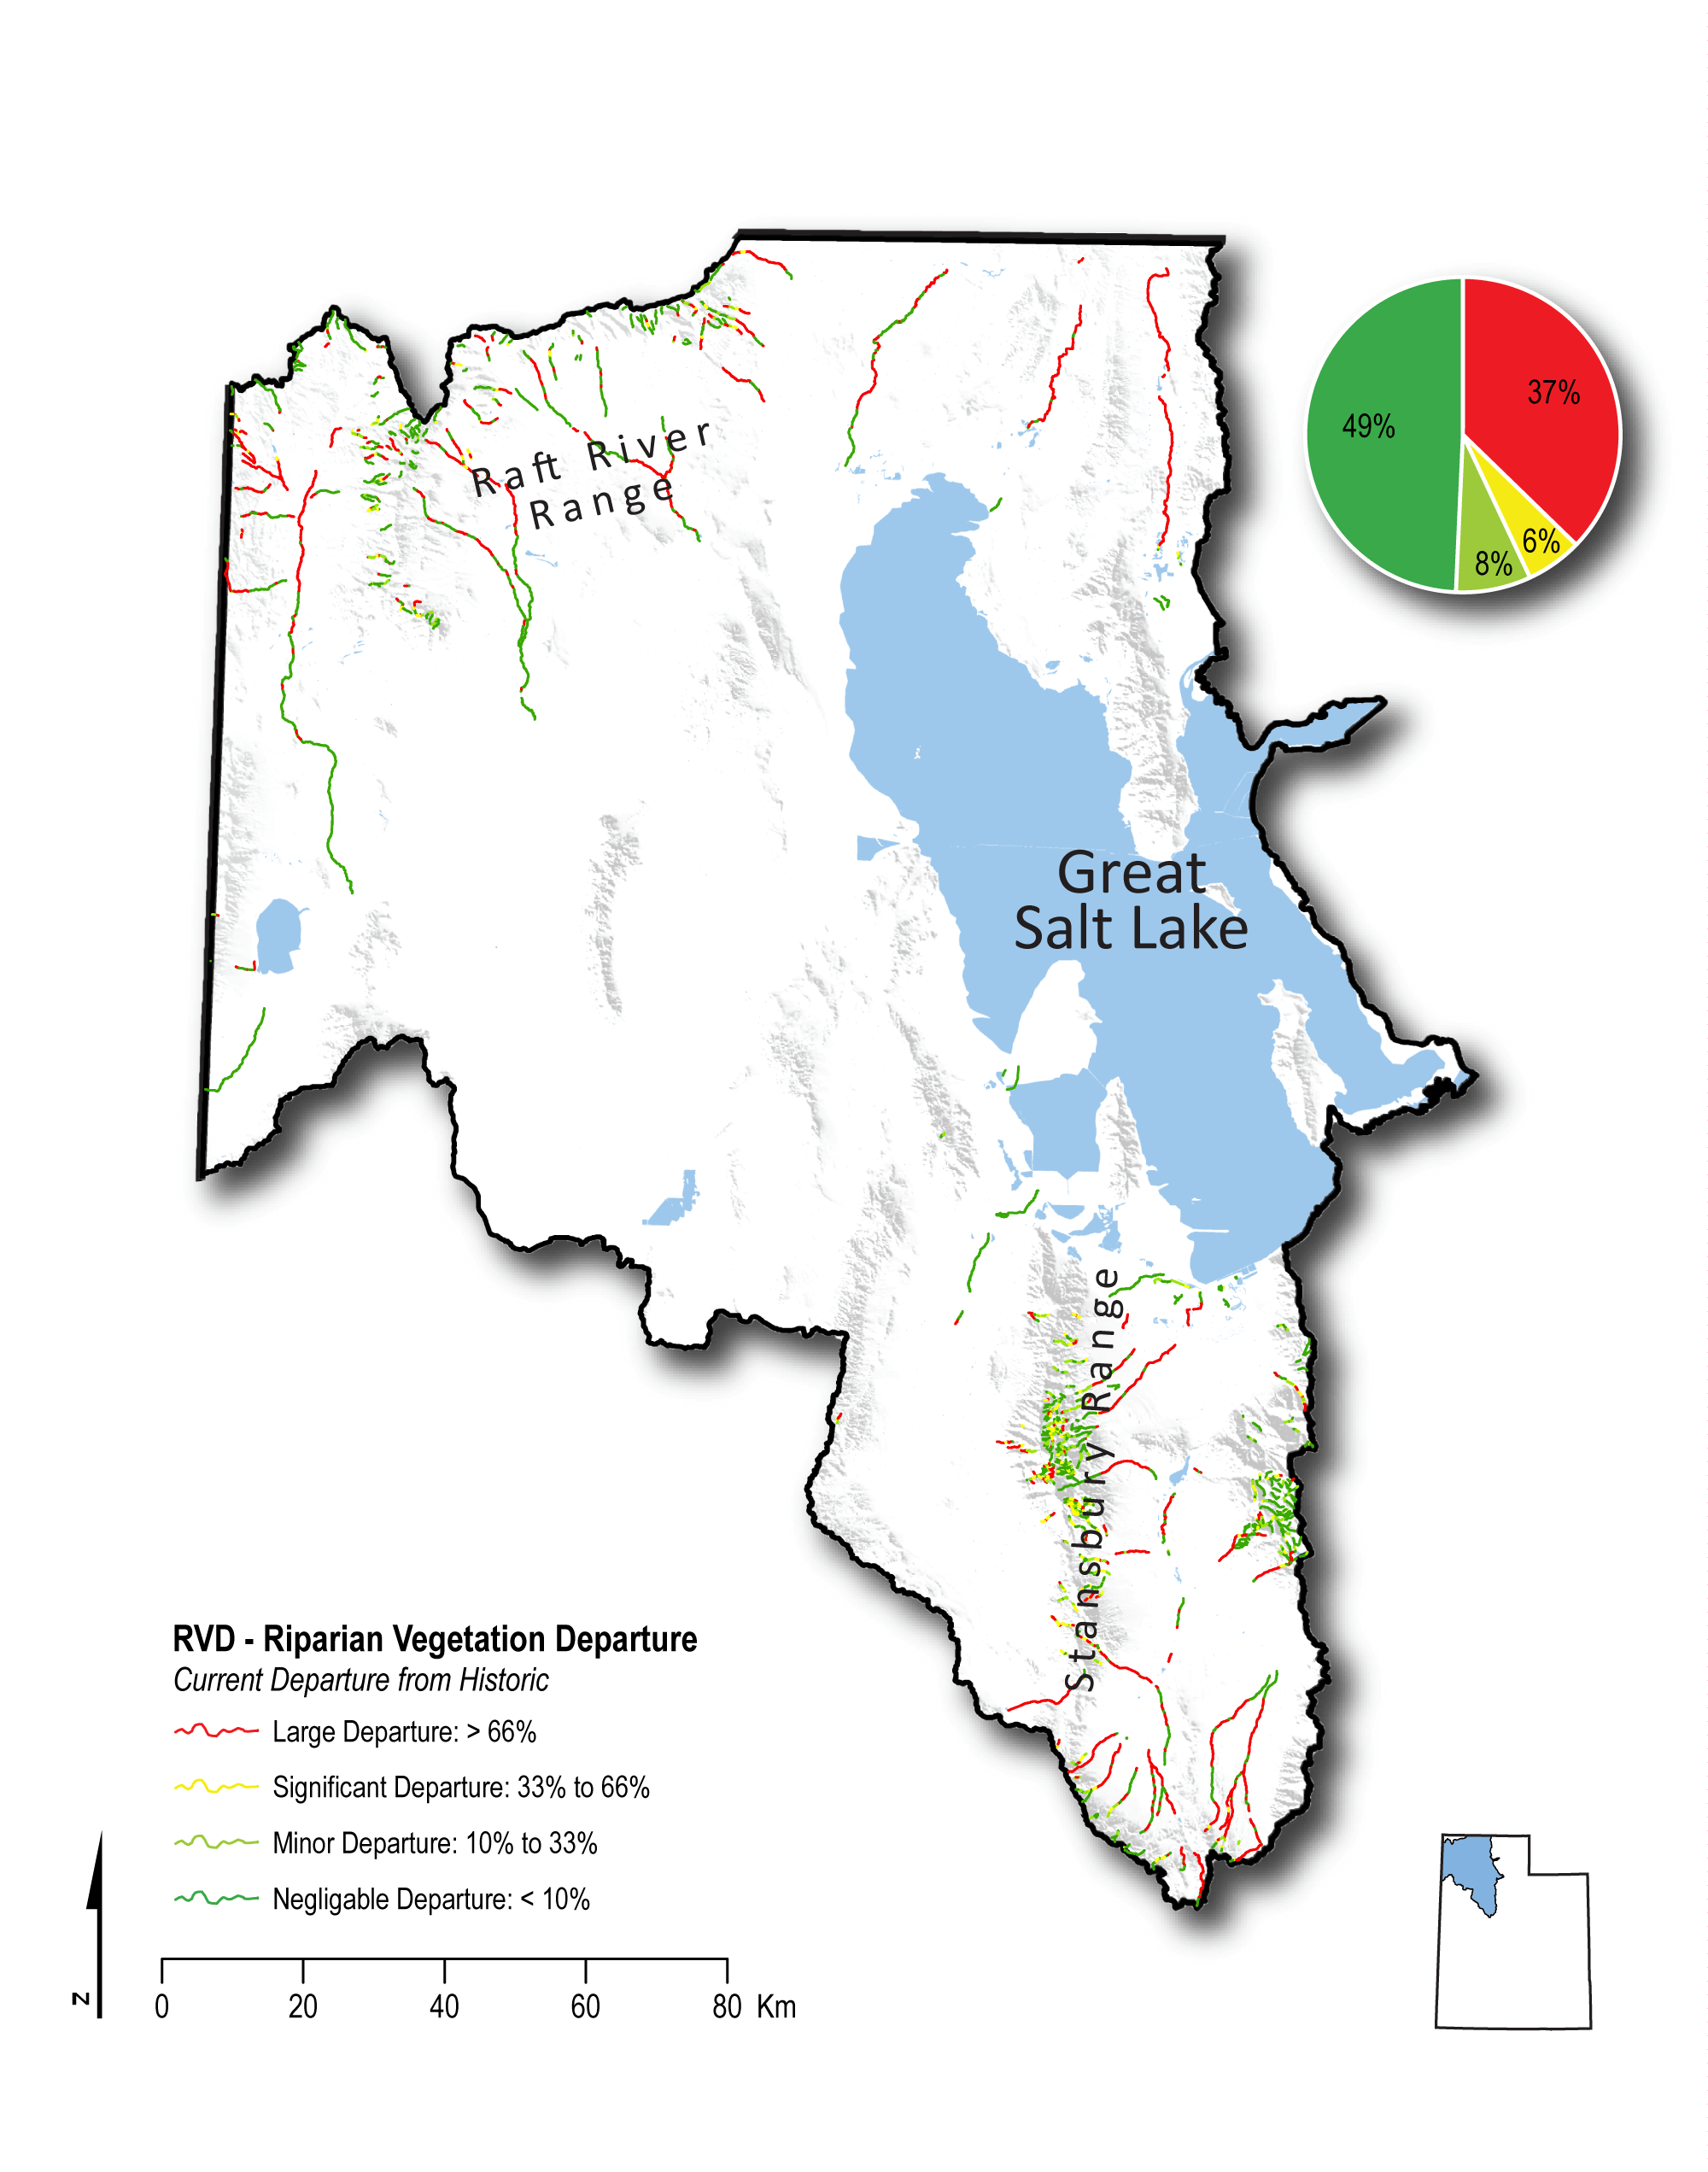 37%
49%
6%
8%
Raft River
Range
Great
Salt Lake
Stansbury Range
RVD - Riparian Vegetation Departure
Current Departure from Historic
Large Departure: > 66%
Significant Departure: 33% to 66%
Minor Departure: 10% to 33%
Negligable Departure: < 10%
N
0 20 40 60 80 Km